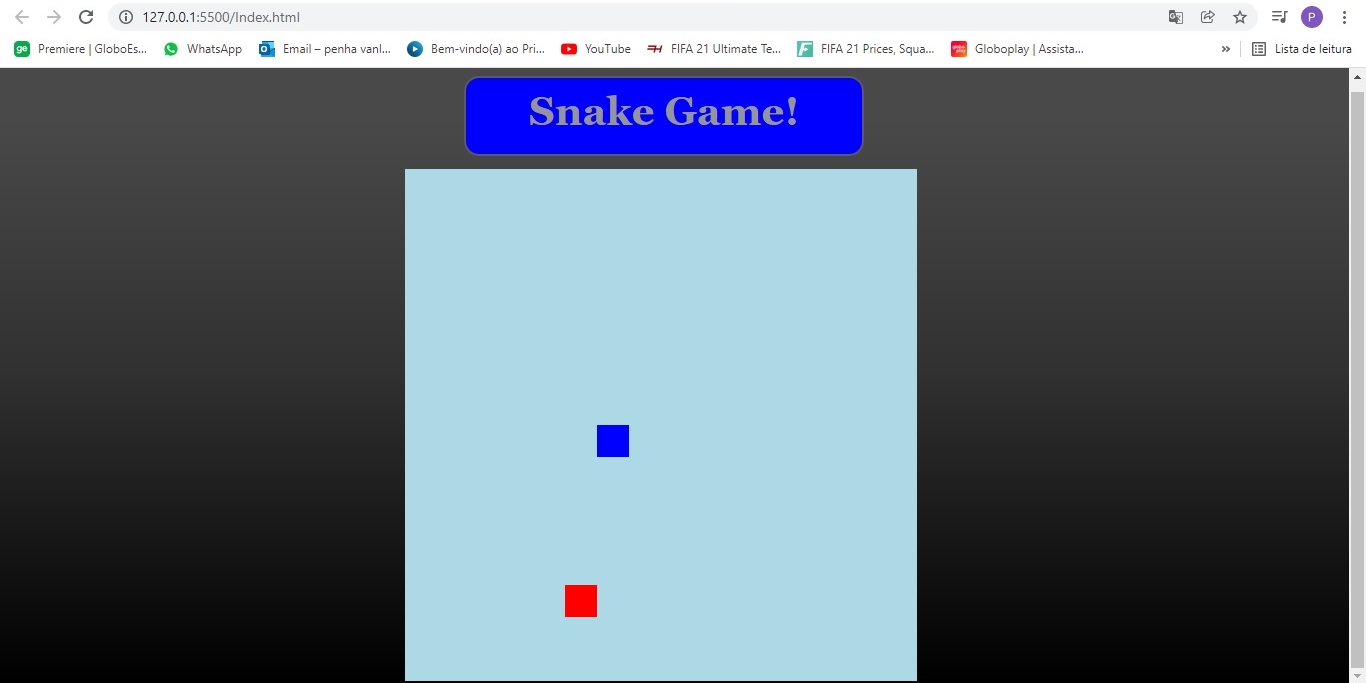 127.0.0.1:5500/Index.html
P
ge Premiere | GloboEs... WhatsApp Email – penha vanl... Bem-vindo(a) ao Pri... YouTube FIFA 21 Ultimate Te... FIFA 21 Prices, Squa... Globoplay | Assista... » Lista de leitura
Snake Game!